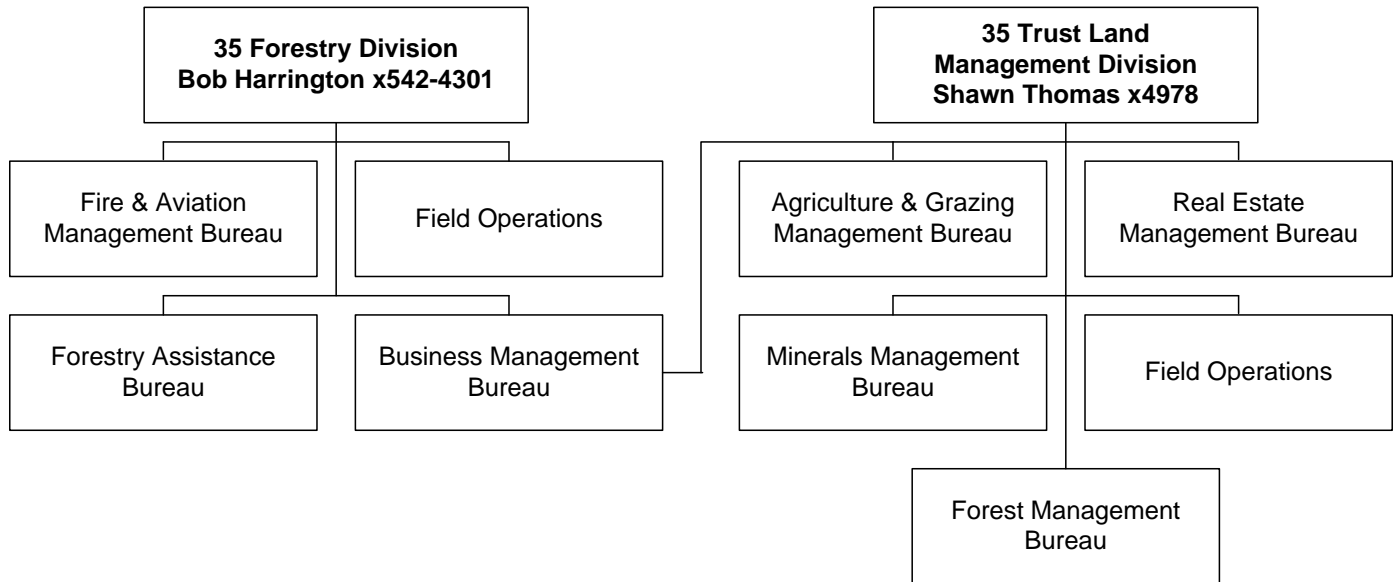 35 Forestry Division
Bob Harrington x542-4301
35 Trust Land
Management Division
Shawn Thomas x4978
Fire & Aviation
Management Bureau
Field Operations
Agriculture & Grazing
Management Bureau
Real Estate
Management Bureau
Forestry Assistance
Bureau
Business Management
Bureau
Minerals Management
Bureau
Field Operations
Forest Management
Bureau